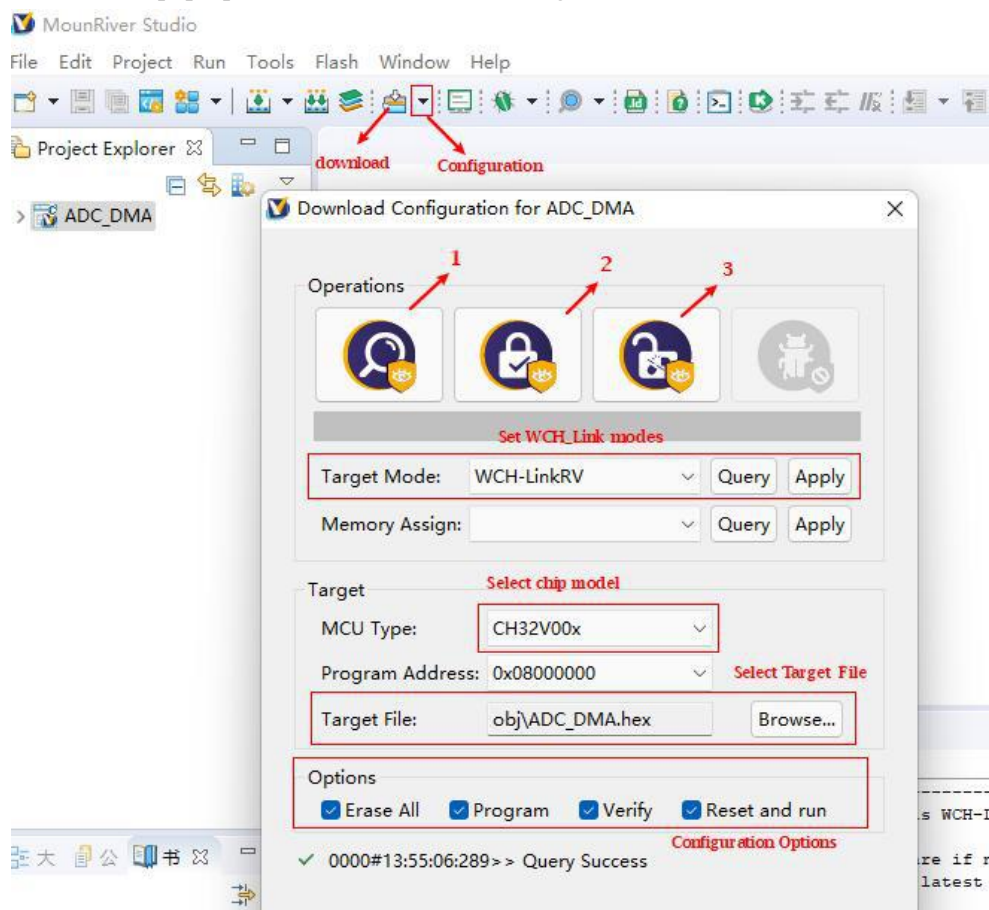 MounRiver Studio
File Edit Project Run Tools Flash Window Help
Project Explorer
download
Configuration
ADC_DMA
Download Configuration for ADC_DMA
1
2
3
Operations
Set WCH_Link modes
Target Mode: WCH-LinkRV Query Apply
Memory Assign: Query Apply
Target
Select chip model
MCU Type: CH32V00x
Program Address: 0x08000000
Select Target File
Target File: obj\ADC_DMA.hex Browse...
Options
Erase All Program Verify Reset and run
Configuration Options
0000#13:55:06:289>> Query Success
大 公 书
latest